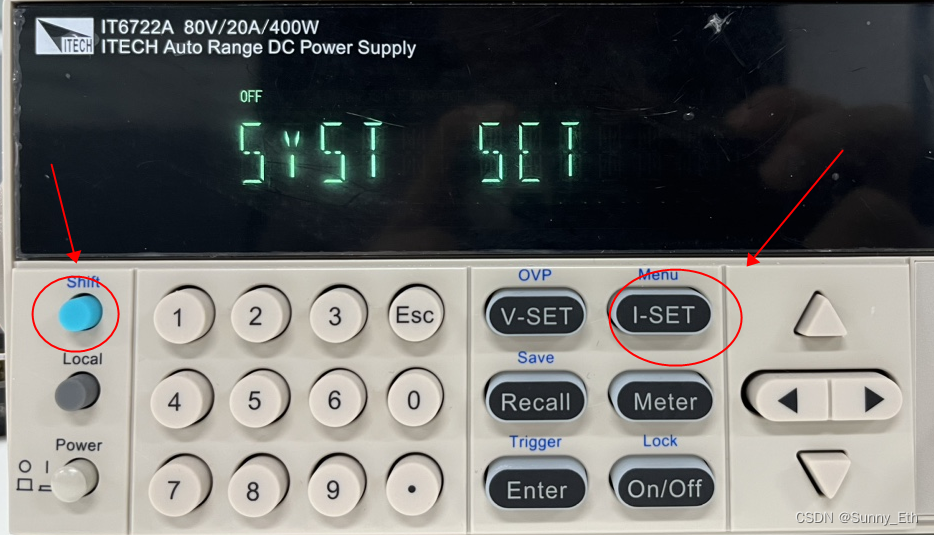 ITECH
IT6722A 80V/20A/400W
ITECH Auto Range DC Power Supply
OFF
SYST SET
Shift
OVP
Menu
1
2
3
Esc
V-SET
I-SET
Local
Save
4
5
6
0
Recall
Meter
Power
Trigger
Lock
7
8
9
.
Enter
On/Off
CSDN @Sunny_Eth